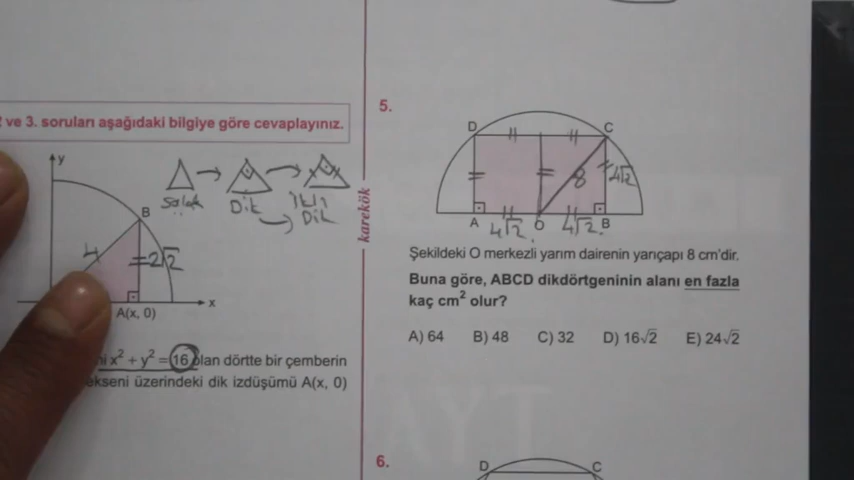 2 ve 3. soruları aşağıdaki bilgiye göre cevaplayınız.
y
B
4
=2√2
x
A(x, 0)
Salak
Dik
İkiz
Dik
x² + y² = 16 olan dörtte bir çemberin
ekseni üzerindeki dik izdüşümü A(x, 0)
karekök
5.
D
C
8
4√2
A
O
B
4√2
4√2
Şekildeki O merkezli yarım dairenin yarıçapı 8 cm'dir.
Buna göre, ABCD dikdörtgeninin alanı en fazla
kaç cm² olur?
A) 64 B) 48 C) 32 D) 16√2 E) 24√2
AYT
6.
D
C